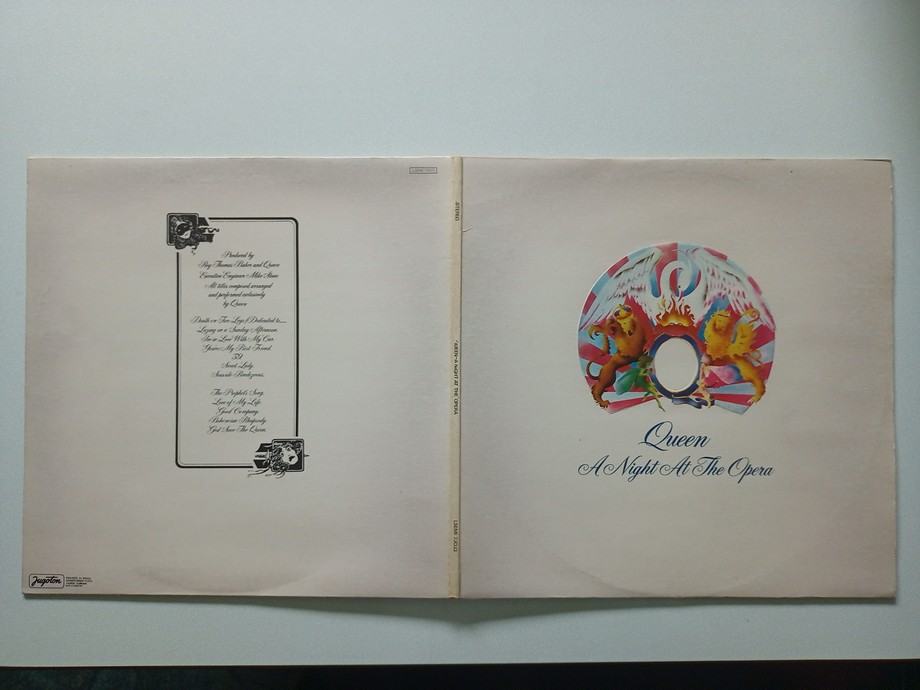 Produced by
Roy Thomas Baker and Queen
Executive Engineer Mike Stone
All titles composed arranged
and performed exclusively
by Queen
Death on Two Legs (Dedicated to......
Lazing on a Sunday Afternoon
I'm in Love With My Car
You're My Best Friend
'39
Sweet Lady
Seaside Rendezvous
The Prophet's Song
Love of My Life
Good Company
Bohemian Rhapsody
God Save The Queen
Jugoton
STEREO
QUEEN - A NIGHT AT THE OPERA
Queen
A Night At The Opera